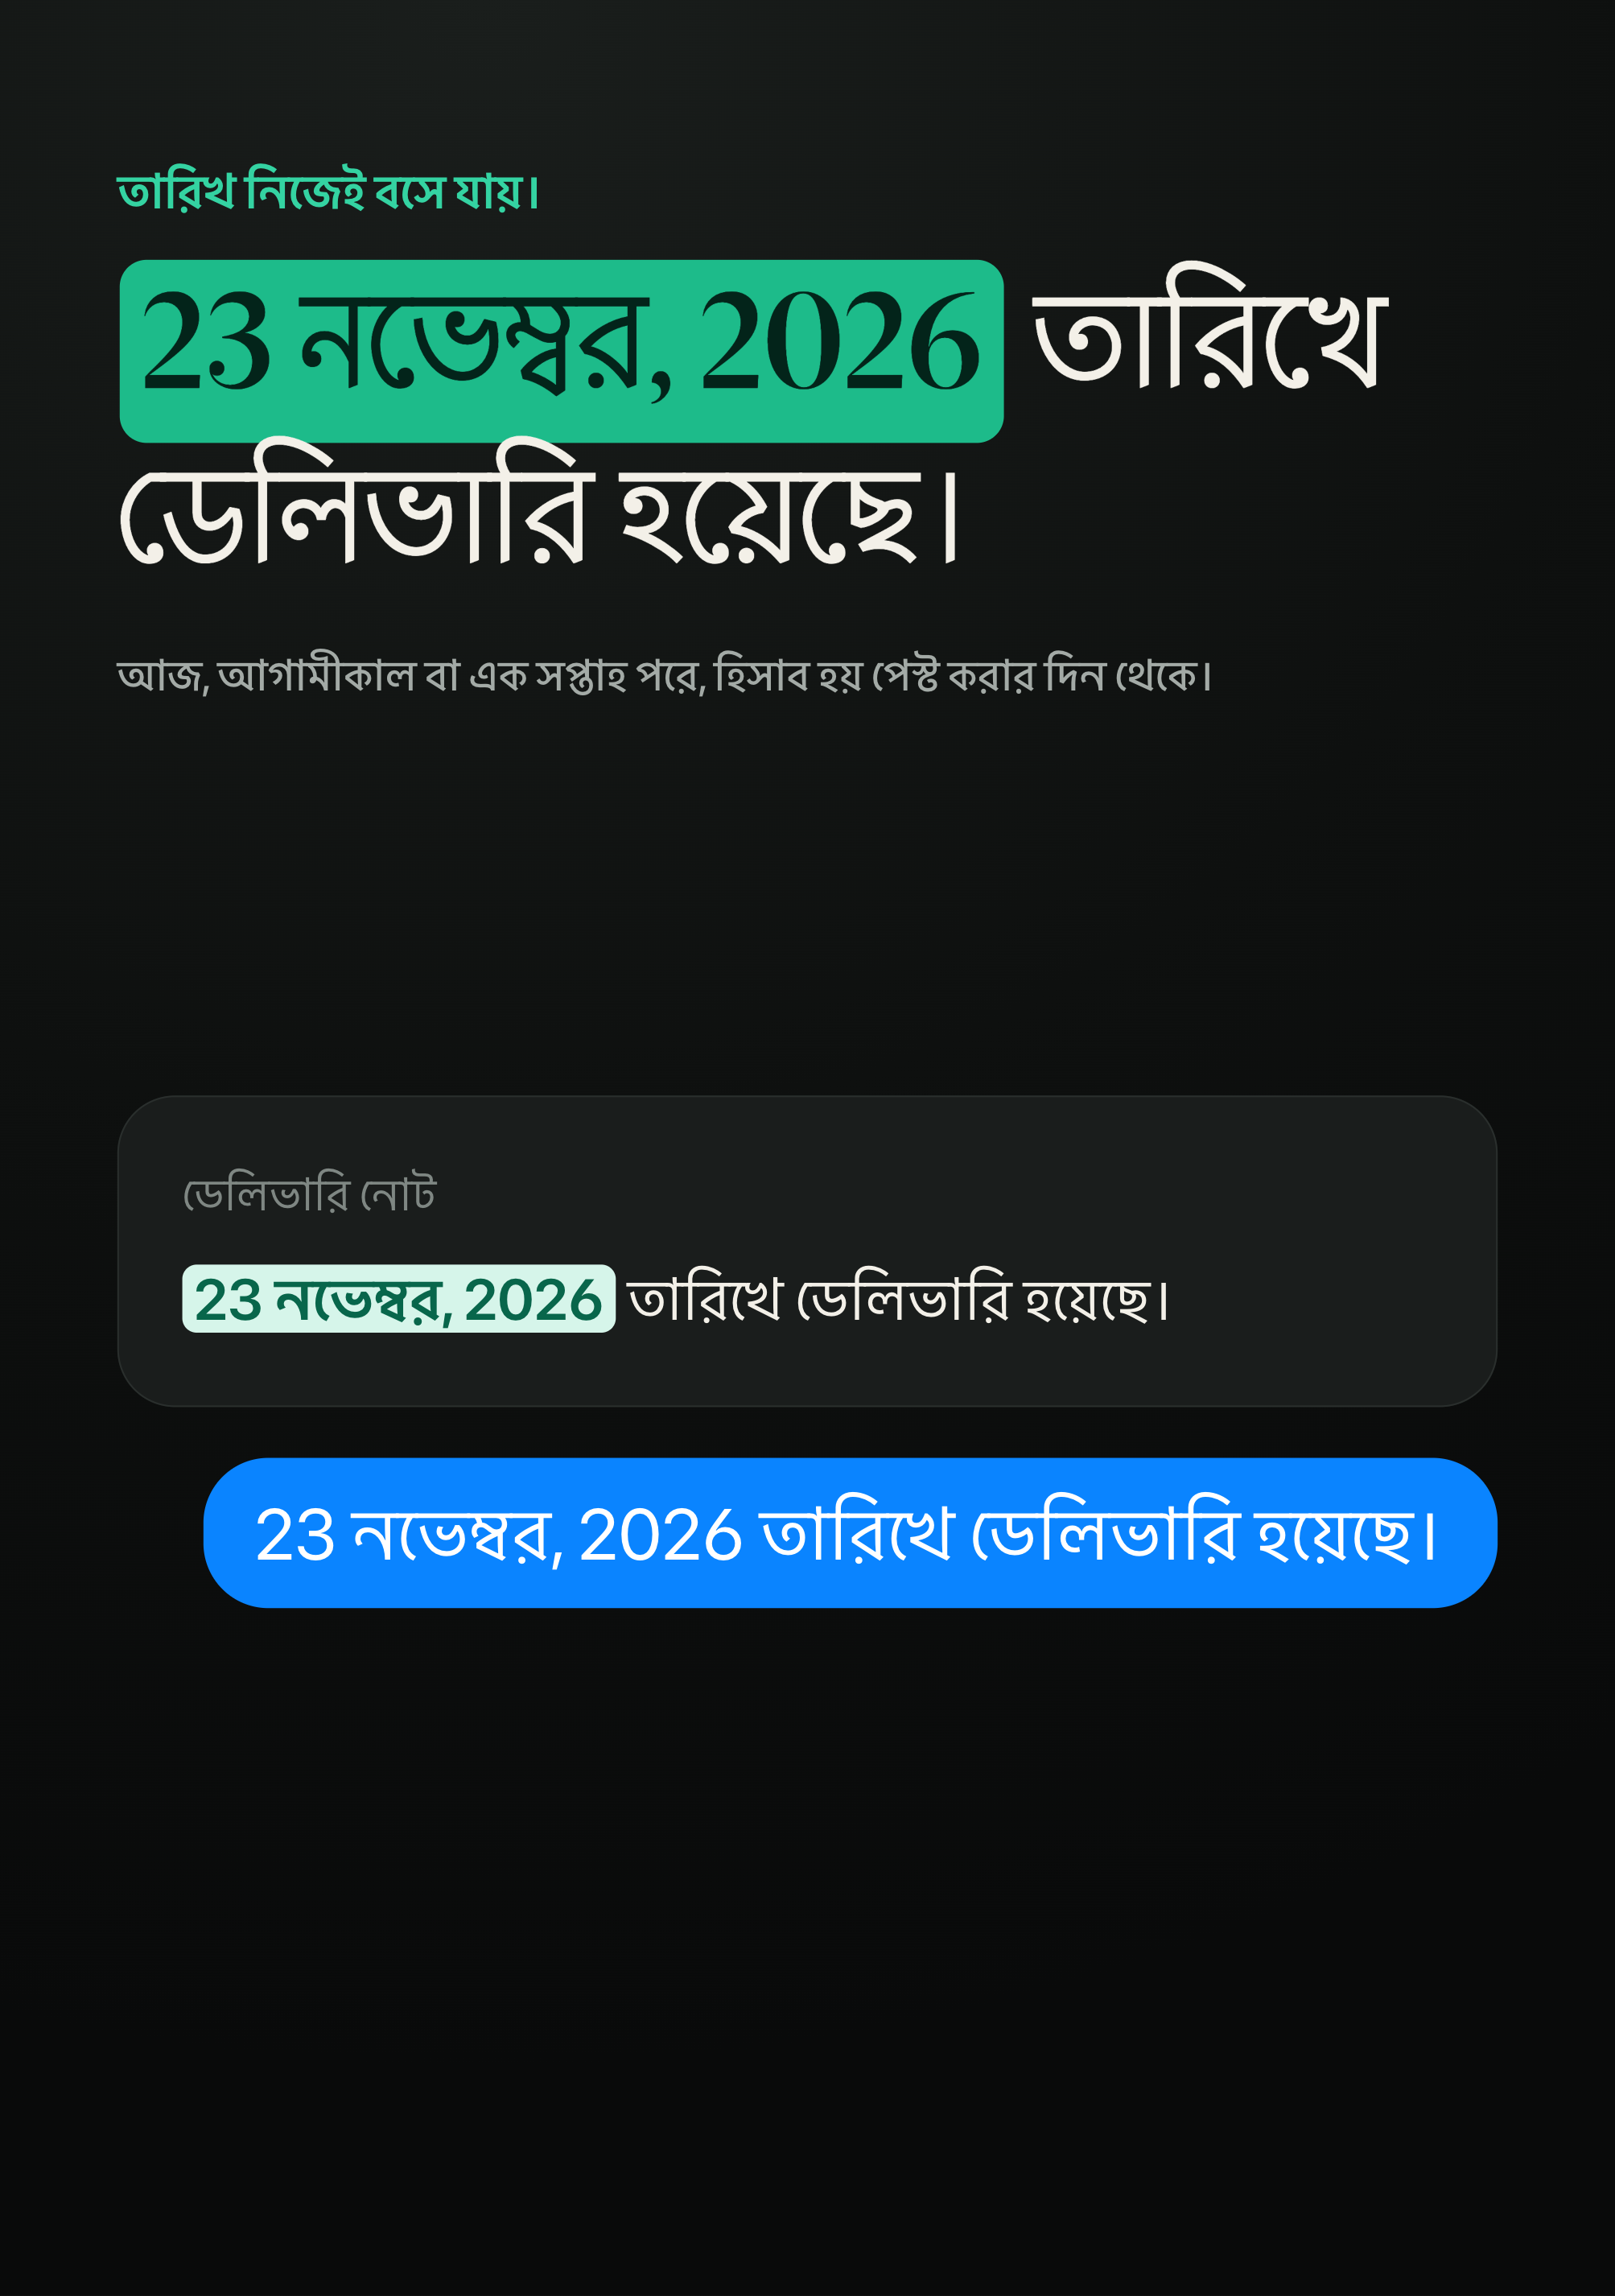 তারিখ নিজেই বসে যায়।
23 নভেম্বর, 2026 তারিখে
ডেলিভারি হয়েছে।
আজ, আগামীকাল বা এক সপ্তাহ পরে, হিসাব হয় পেস্ট করার দিন থেকে।
ডেলিভারি নোট
23 নভেম্বর, 2026 তারিখে ডেলিভারি হয়েছে।
23 নভেম্বর, 2026 তারিখে ডেলিভারি হয়েছে।